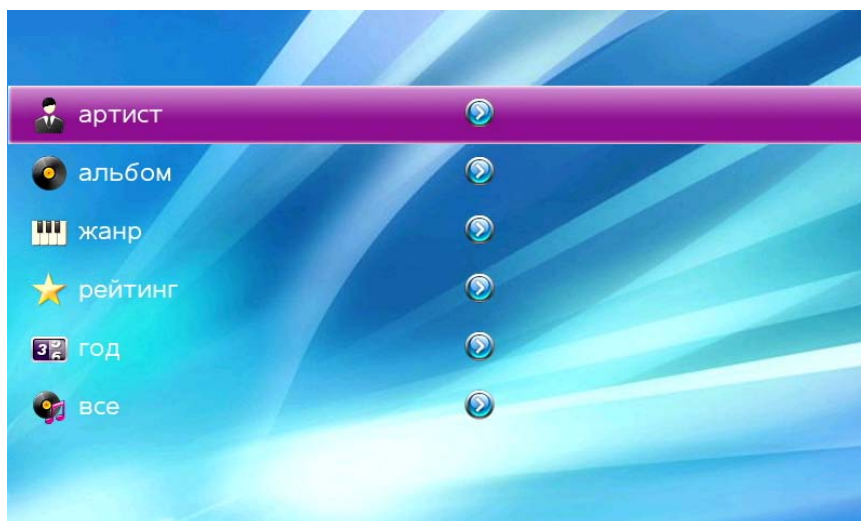 артист
альбом
жанр
рейтинг
год
все